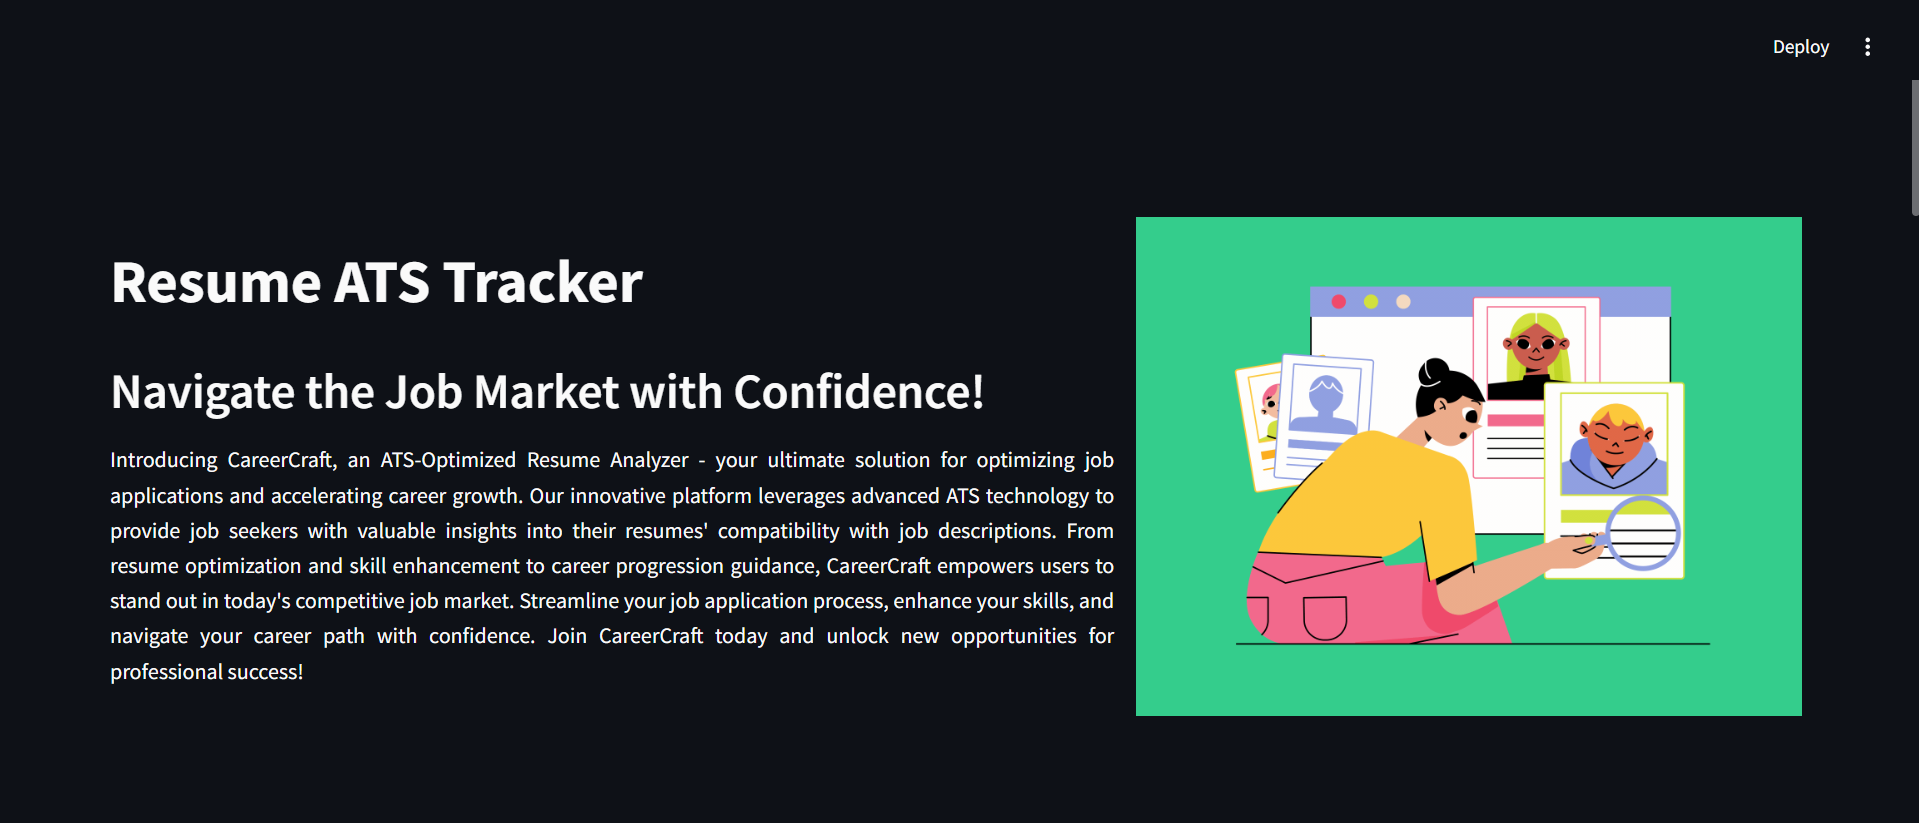 Deploy
Resume ATS Tracker
Navigate the Job Market with Confidence!
Introducing CareerCraft, an ATS-Optimized Resume Analyzer - your ultimate solution for optimizing job
applications and accelerating career growth. Our innovative platform leverages advanced ATS technology to
provide job seekers with valuable insights into their resumes' compatibility with job descriptions. From
resume optimization and skill enhancement to career progression guidance, CareerCraft empowers users to
stand out in today's competitive job market. Streamline your job application process, enhance your skills, and
navigate your career path with confidence. Join CareerCraft today and unlock new opportunities for
professional success!